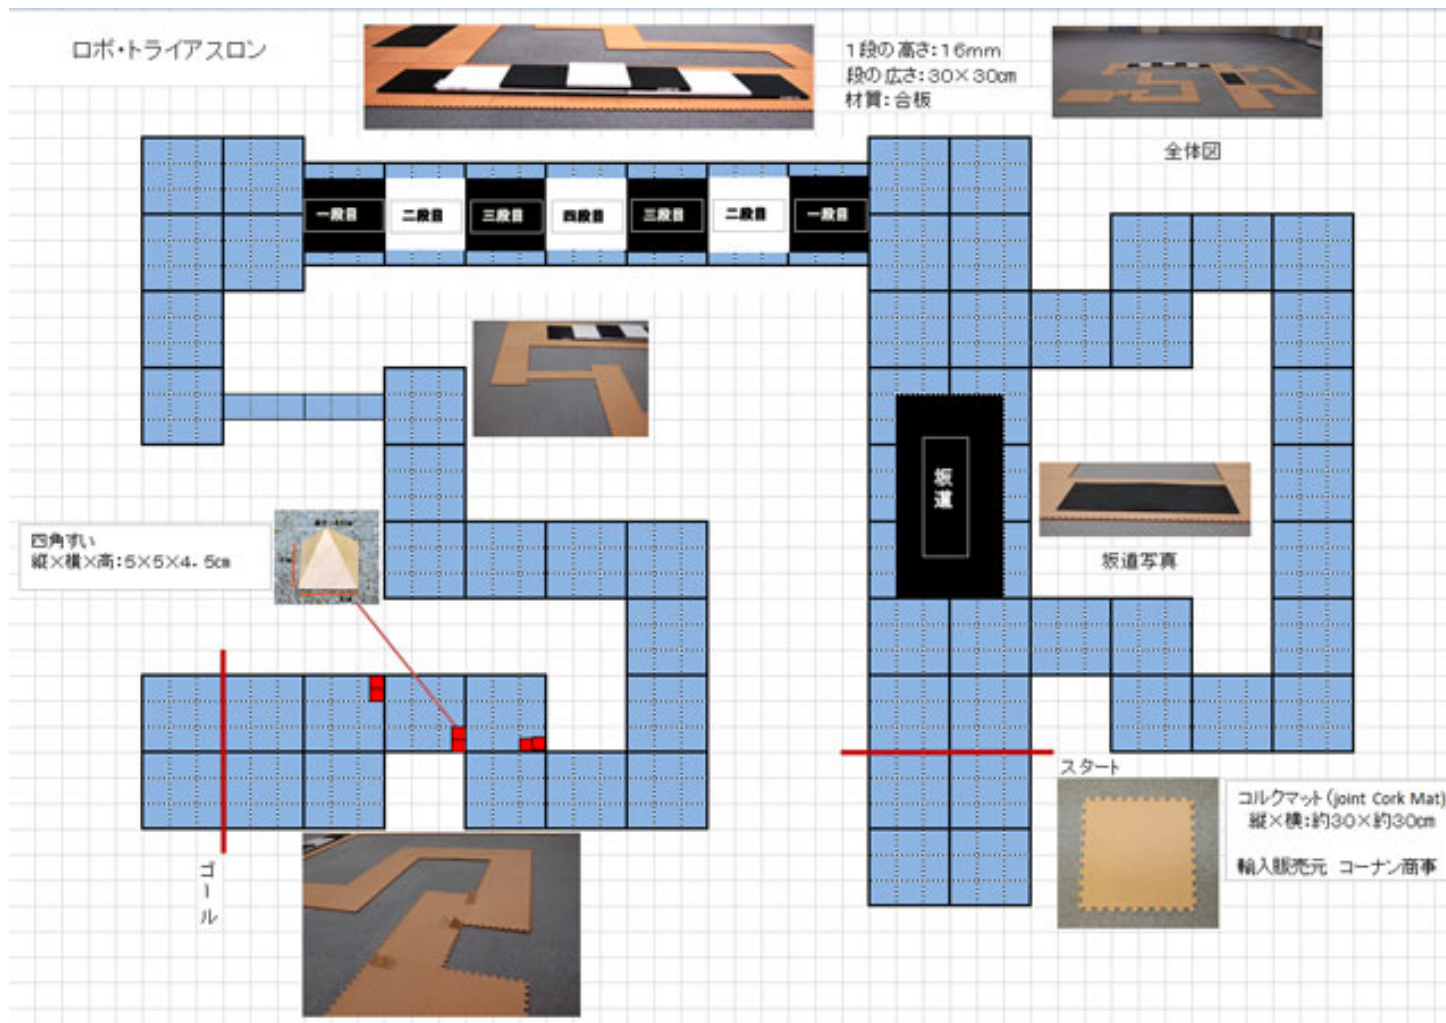 ロボ・トライアスロン
1段の高さ:16mm
段の広さ:30×30cm
材質:合板
全体図
一段目
二段目
三段目
四段目
三段目
二段目
一段目
坂道
坂道写真
四角すい
縦×横×高:5×5×4.5cm
スタート
ゴール
コルクマット(joint Cork Mat)
縦×横:約30×約30cm
輸入販売元 コーナン商事